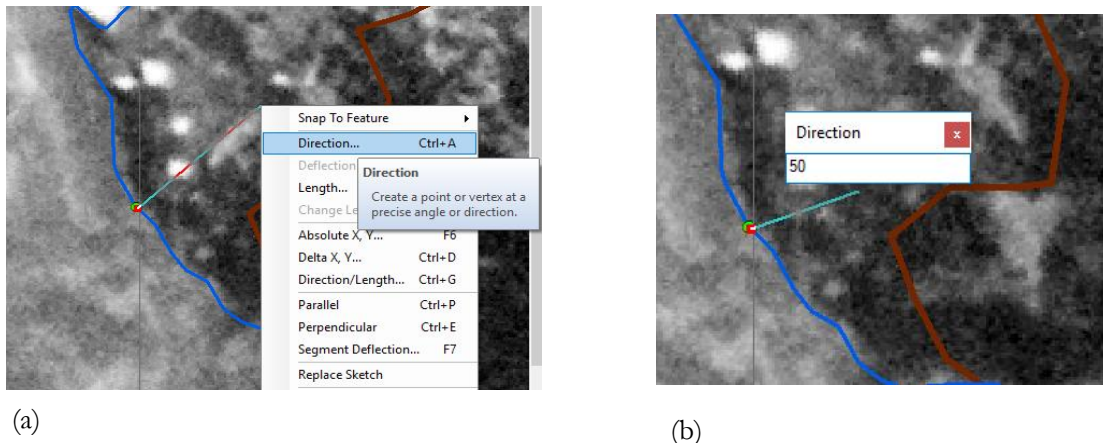 Snap To Feature
Direction... Ctrl+A
Deflection
Direction
Length...
Create a point or vertex at a
precise angle or direction.
Change Le
Absolute X, Y... F6
Delta X, Y... Ctrl+D
Direction/Length... Ctrl+G
Parallel Ctrl+P
Perpendicular Ctrl+E
Segment Deflection... F7
Replace Sketch
(a)
Direction
x
50
(b)